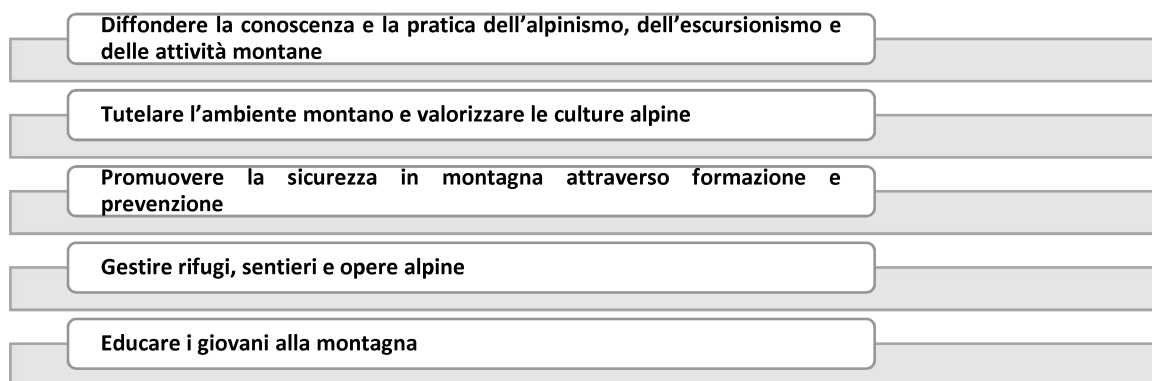 Diffondere la conoscenza e la pratica dell’alpinismo, dell’escursionismo e
delle attività montane
Tutelare l’ambiente montano e valorizzare le culture alpine
Promuovere la sicurezza in montagna attraverso formazione e
prevenzione
Gestire rifugi, sentieri e opere alpine
Educare i giovani alla montagna